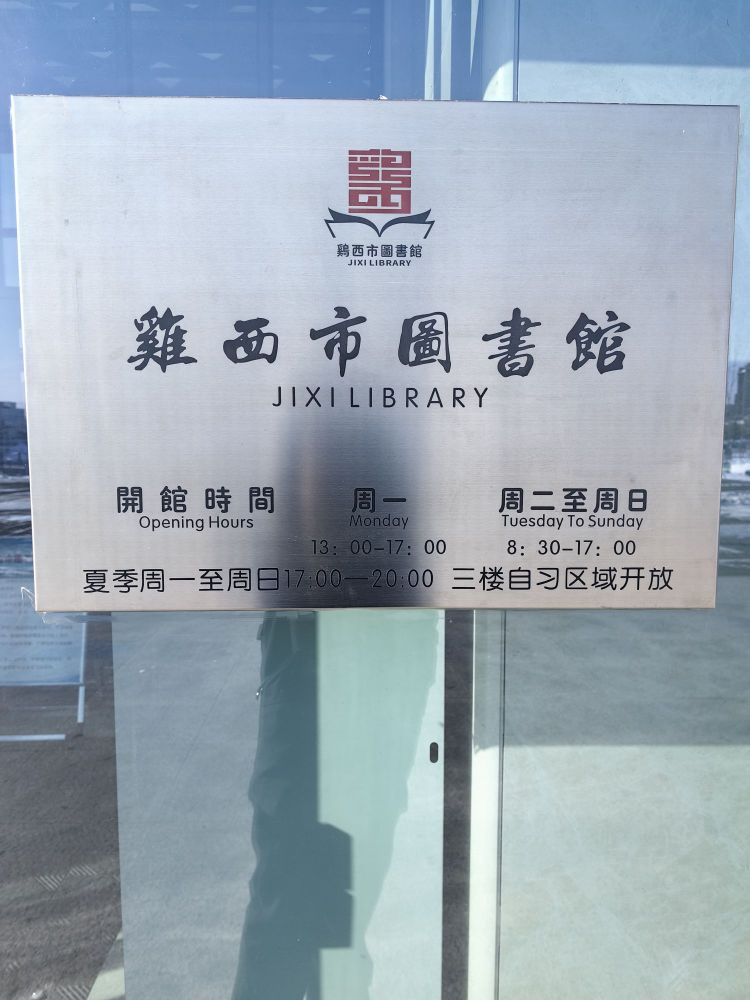 鷄西市圖書館
JIXI LIBRARY
雞西市圖書館
JIXI LIBRARY
開館時間 周一 周二至周日
Opening Hours Monday Tuesday To Sunday
13：00-17：00 8：30-17：00
夏季周一至周日17:00—20:00 三楼自习区域开放